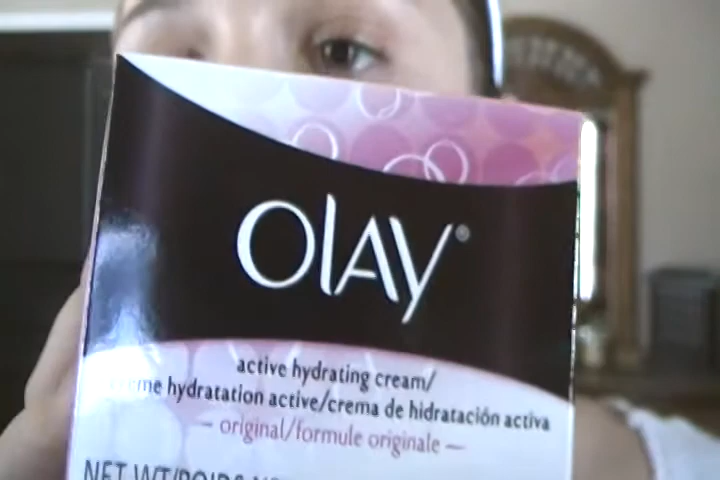 OLAY®
active hydrating cream/
crème hydratation active/crema de hidratación activa
— original/formule originale —
NET WT/POIDS